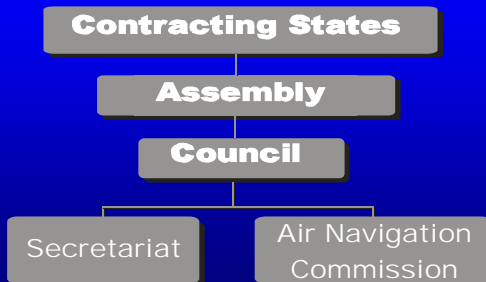 Contracting States
Assembly
Council
Secretariat
Air Navigation
Commission